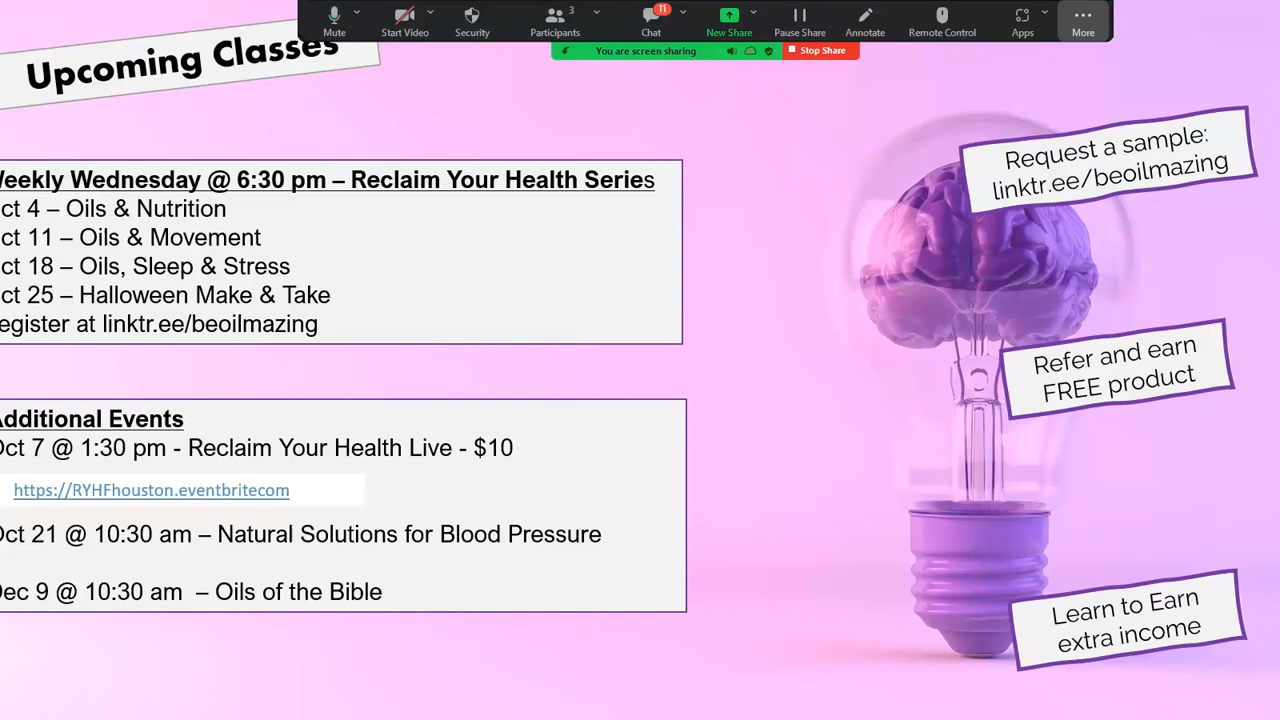 Mute
Start Video
Security
Participants
3
Chat
11
New Share
Pause Share
Annotate
Remote Control
Apps
More
You are screen sharing
Stop Share
Upcoming Classes
eekly Wednesday @ 6:30 pm – Reclaim Your Health Series
ct 4 – Oils & Nutrition
ct 11 – Oils & Movement
ct 18 – Oils, Sleep & Stress
ct 25 – Halloween Make & Take
egister at linktr.ee/beoilmazing
Additional Events
Oct 7 @ 1:30 pm - Reclaim Your Health Live - $10
https://RYHFhouston.eventbritecom
Oct 21 @ 10:30 am – Natural Solutions for Blood Pressure
Dec 9 @ 10:30 am – Oils of the Bible
Request a sample:
linktr.ee/beoilmazing
Refer and earn
FREE product
Learn to Earn
extra income